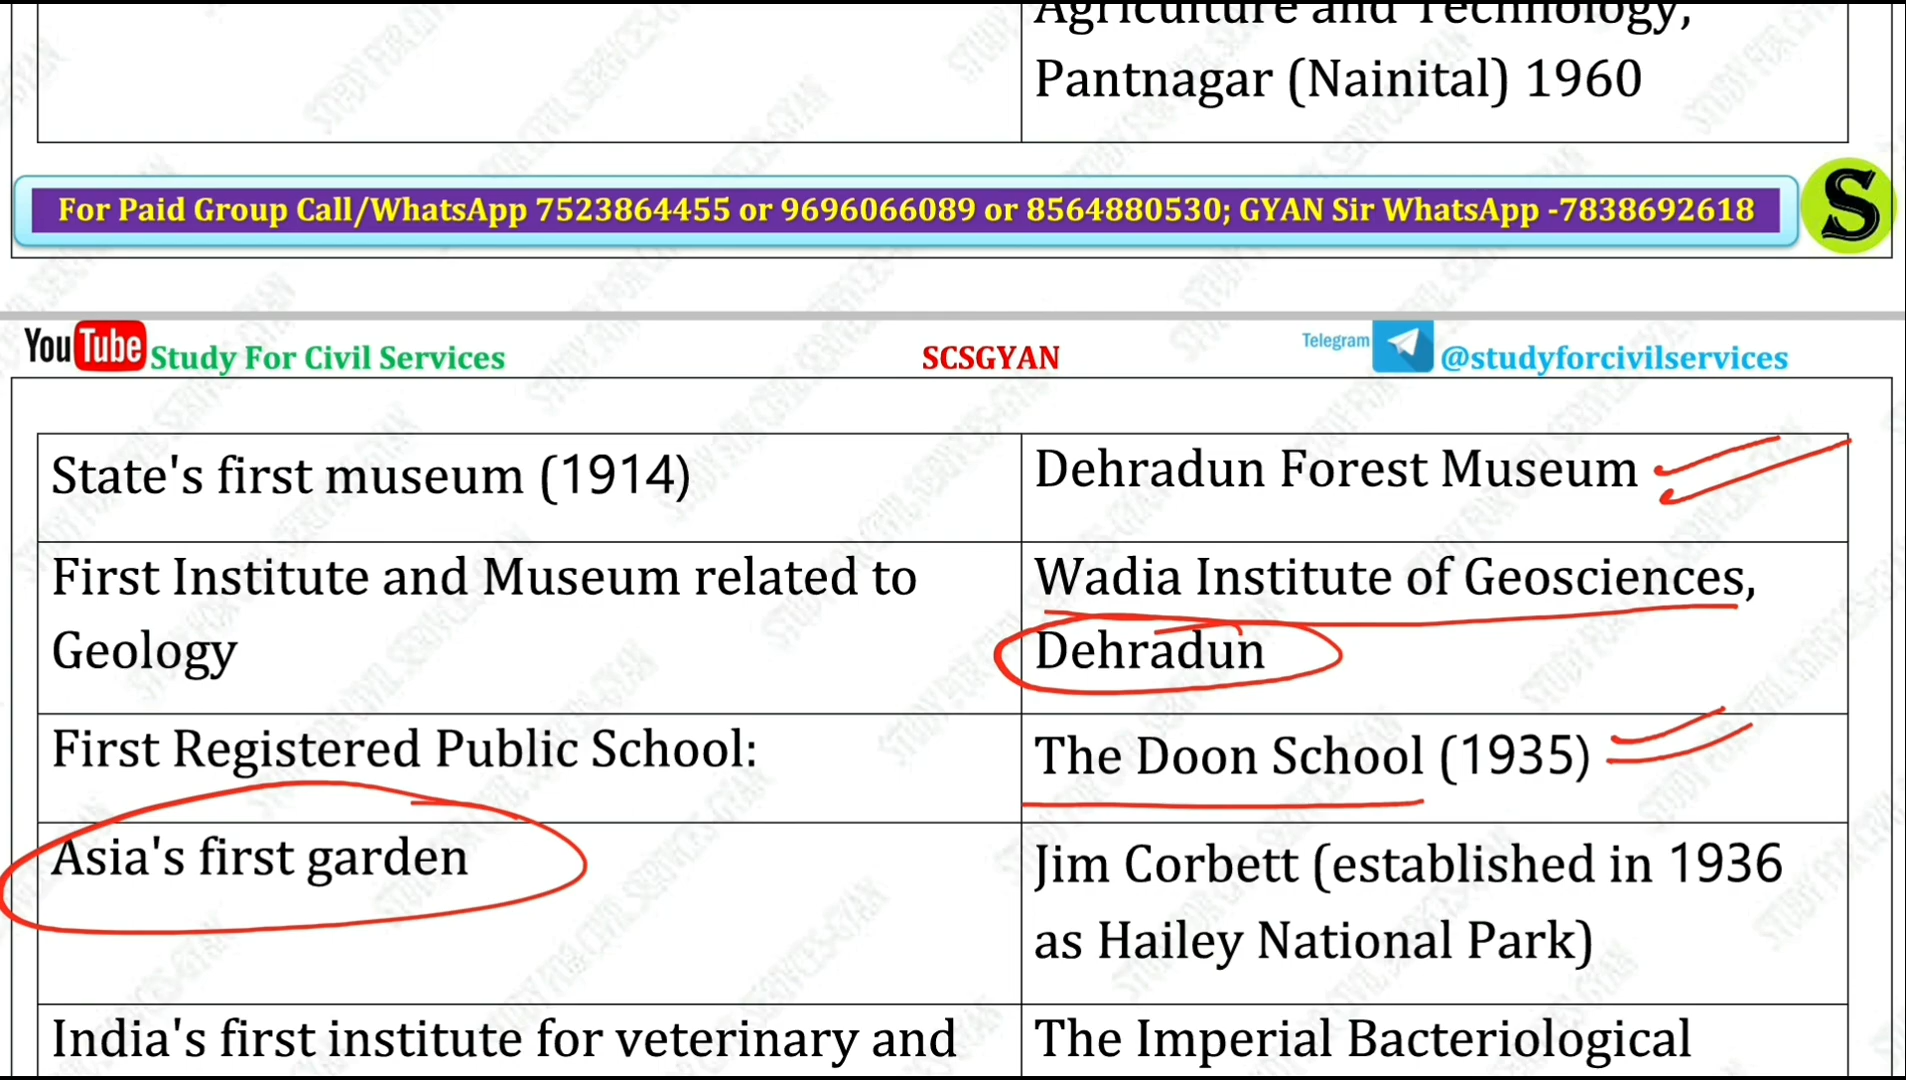 Agriculture and Technology,
Pantnagar (Nainital) 1960
For Paid Group Call/WhatsApp 7523864455 or 9696066089 or 8564880530; GYAN Sir WhatsApp -7838692618
S
YouTube Study For Civil Services
SCSGYAN
Telegram @studyforcivilservices
State's first museum (1914)
Dehradun Forest Museum
First Institute and Museum related to
Geology
Wadia Institute of Geosciences,
Dehradun
First Registered Public School:
The Doon School (1935)
Asia's first garden
Jim Corbett (established in 1936
as Hailey National Park)
India's first institute for veterinary and
The Imperial Bacteriological